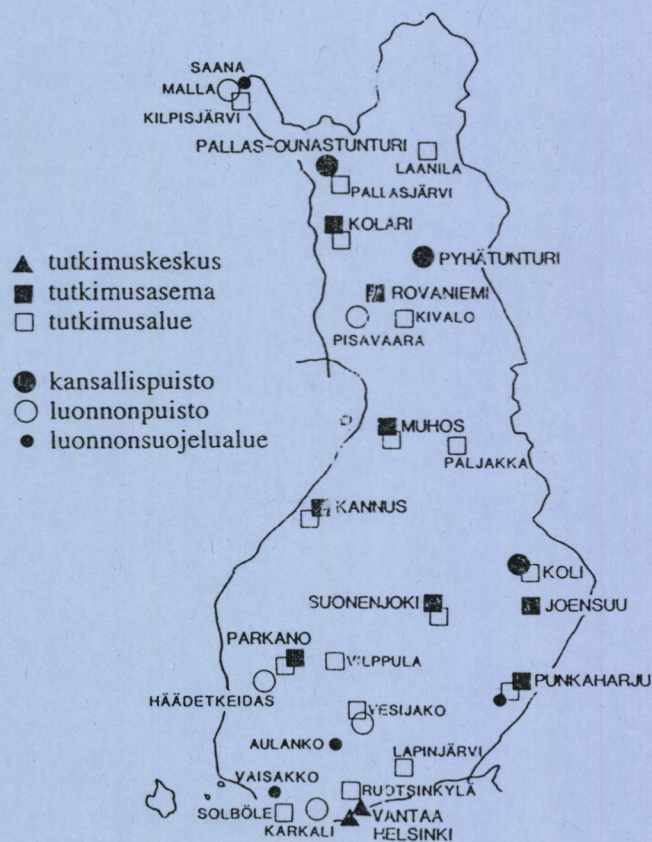 SAANA
MALLA
KILPISJÄRVI
PALLAS-OUNASTUNTURI
LAANILA
PALLASJÄRVI
KOLARI
PYHÄTUNTURI
ROVANIEMI
KIVALO
PISAVAARA
tutkimuskeskus
tutkimusasema
tutkimusalue
kansallispuisto
luonnonpuisto
luonnonsuojelualue
MUHOS
PALJAKKA
KANNUS
KOLI
SUONENJOKI
JOENSUU
PARKANO
VILPPULA
PUNKAHARJU
HÄÄDETKEIDAS
VESIJAKO
AULANKO
LAPINJÄRVI
VAISAKKO
RUOTSINKYLÄ
SOLBÖLE
KARKALI
VANTAA
HELSINKI